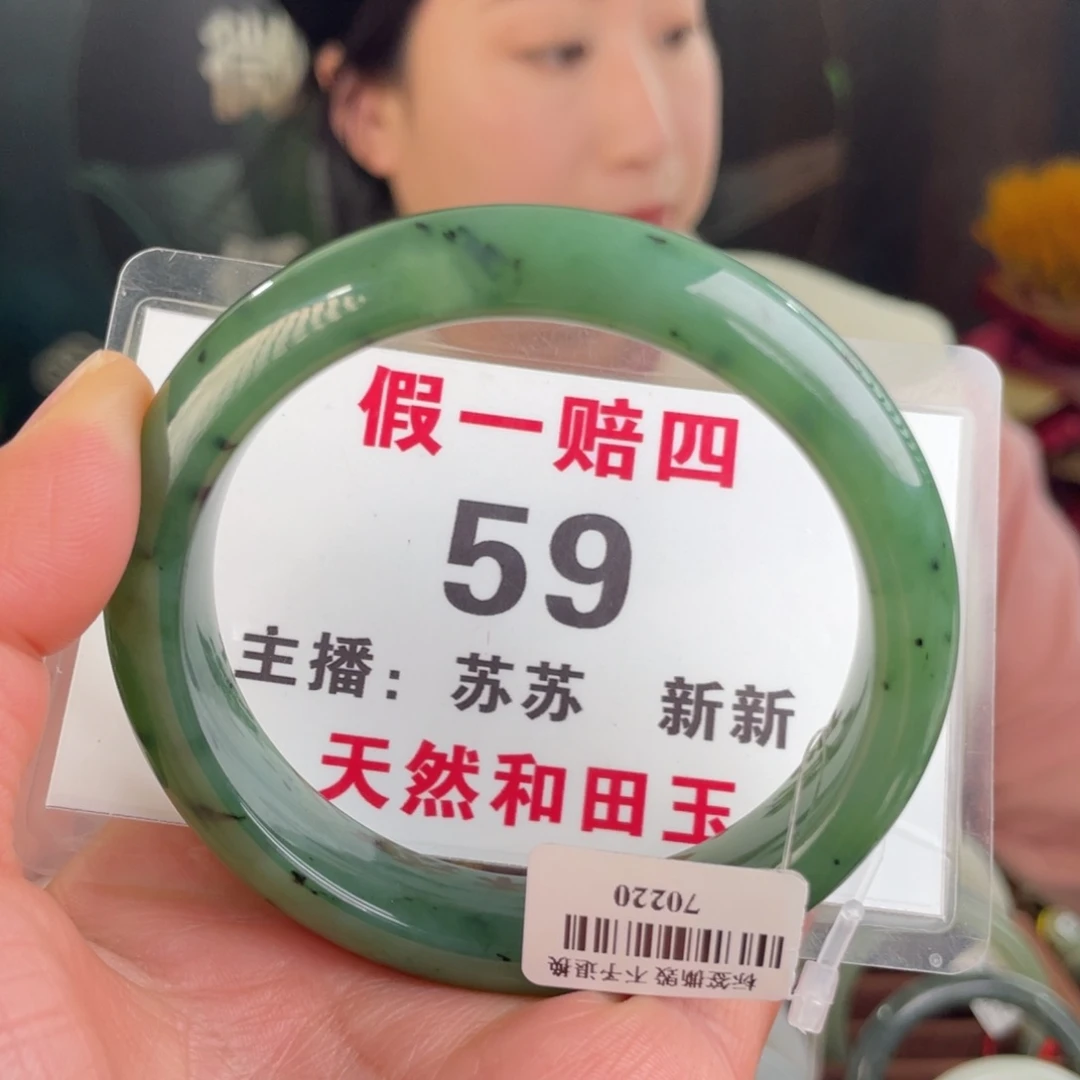 假一赔四
59
主播：苏苏 新新
天然和田玉
70220
标签撕毁 不予退换